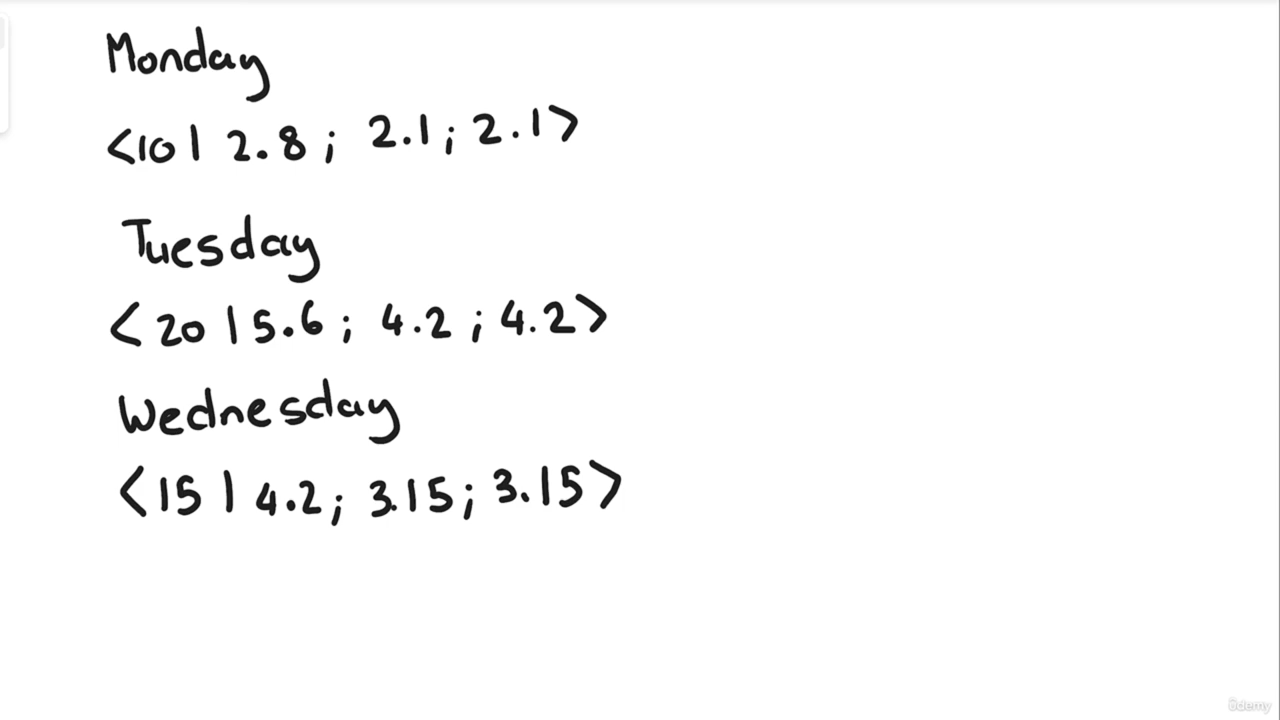 Monday
<10 | 2.8 ; 2.1 ; 2.1>
Tuesday
<20 | 5.6 ; 4.2 ; 4.2>
Wednesday
<15 | 4.2 ; 3.15 ; 3.15>
ûdemy